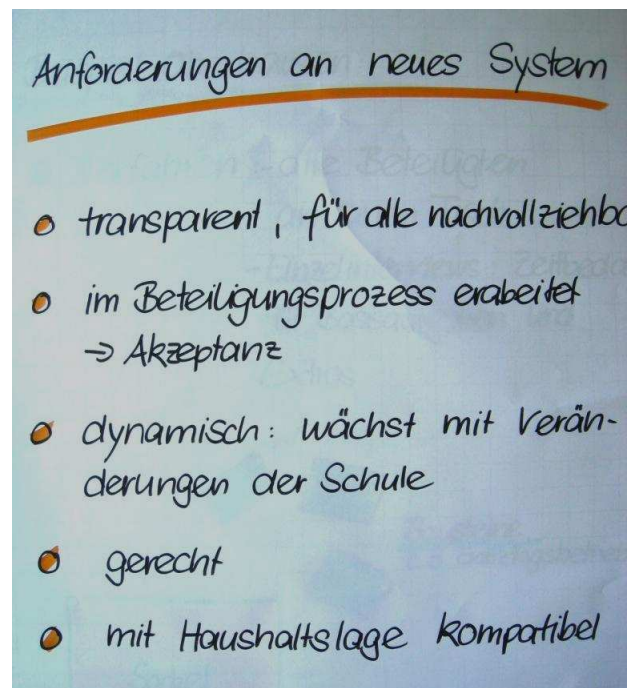 Anforderungen an neues System
transparent, für alle nachvollziehba
im Beteiligungsprozess erabeitet
→ Akzeptanz
dynamisch: wächst mit Verän-
derungen der Schule
gerecht
mit Haushaltslage kompatibel